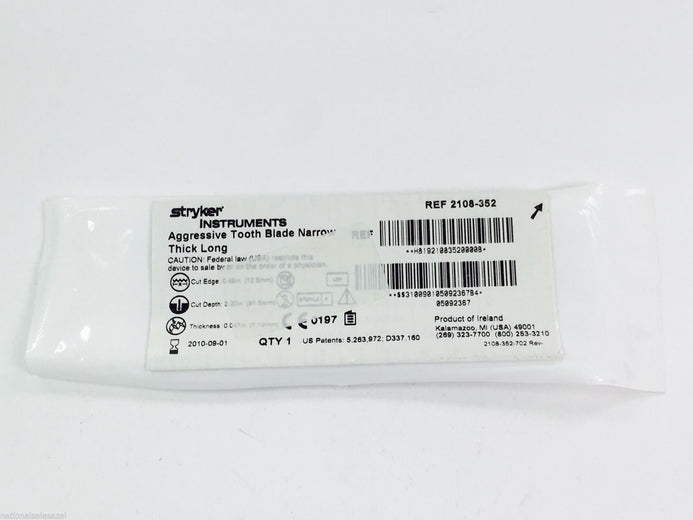 stryker
INSTRUMENTS
REF 2108-352
Aggressive Tooth Blade Narrow
Thick Long
REF
CAUTION: Federal law (USA) restricts this
device to sale by or on the order of a physician.
Cut Edge:
Cut Depth:
Thickness:
STERILE
0197
2010-09-01
QTY 1 US Patents: 5,263,972; D337,160
05092367
Product of Ireland
Kalamazoo, MI (USA) 49001
(269) 323-7700 (800) 253-3210
2108-352-702 Rev-